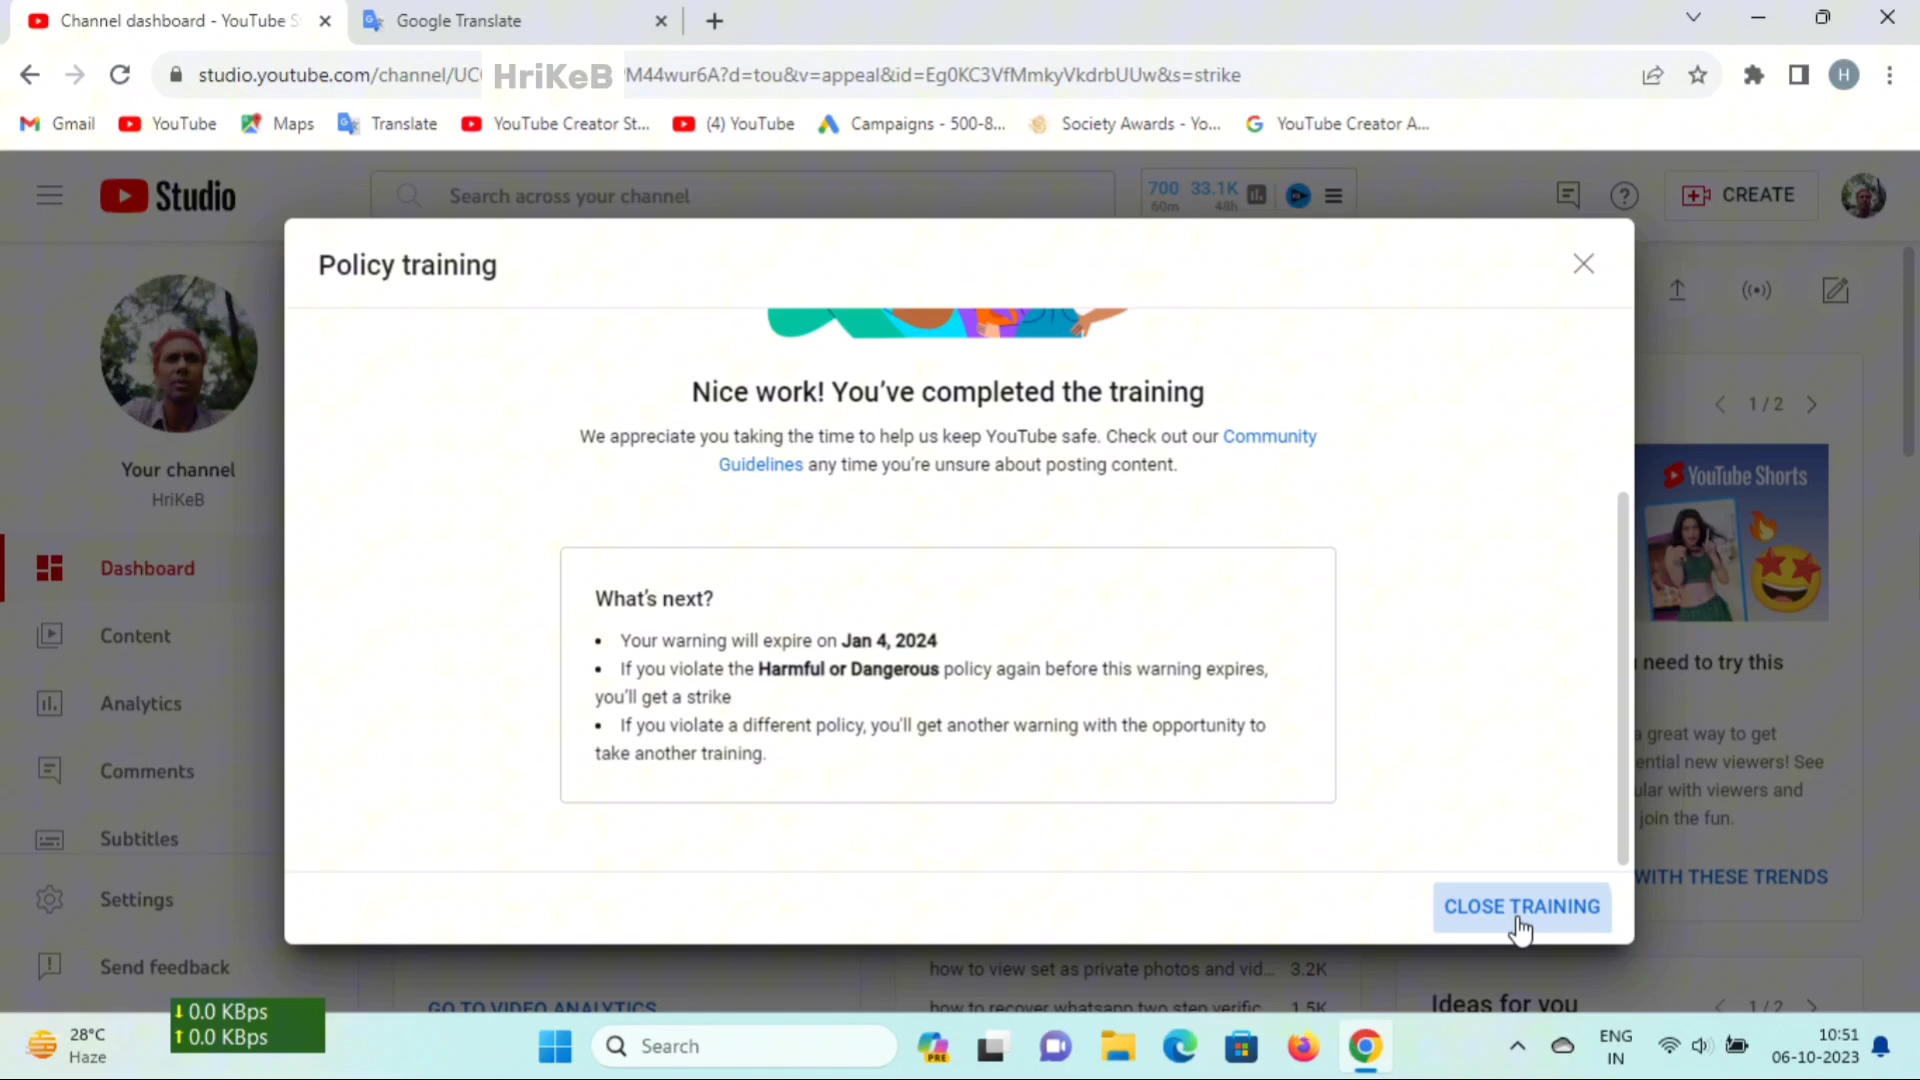 Channel dashboard - YouTube S
Google Translate
studio.youtube.com/channel/UC
HriKeB
M44wur6A?d=tou&v=appeal&id=Eg0KC3VfMmkyVkdrbUUw&s=strike
H
Gmail
YouTube
Maps
Translate
YouTube Creator St...
(4) YouTube
Campaigns - 500-8...
Society Awards - Yo...
YouTube Creator A...
Studio
Search across your channel
700 33.1K
60m 48h
CREATE
Policy training
Nice work! You've completed the training
We appreciate you taking the time to help us keep YouTube safe. Check out our Community
Guidelines any time you're unsure about posting content.
What's next?
• Your warning will expire on Jan 4, 2024
• If you violate the Harmful or Dangerous policy again before this warning expires,
you'll get a strike
• If you violate a different policy, you'll get another warning with the opportunity to
take another training.
CLOSE TRAINING
Your channel
HriKeB
Dashboard
Content
Analytics
Comments
Subtitles
Settings
Send feedback
1 / 2
YouTube Shorts
need to try this
a great way to get
ential new viewers! See
ular with viewers and
join the fun.
WITH THESE TRENDS
how to view set as private photos and vid... 3.2K
GO TO VIDEO ANALYTICS
how to recover whatsapp two step verific... 1.5K
Ideas for you
1 / 2
28°C
Haze
0.0 KBps
0.0 KBps
Search
PRE
ENG
IN
10:51
06-10-2023